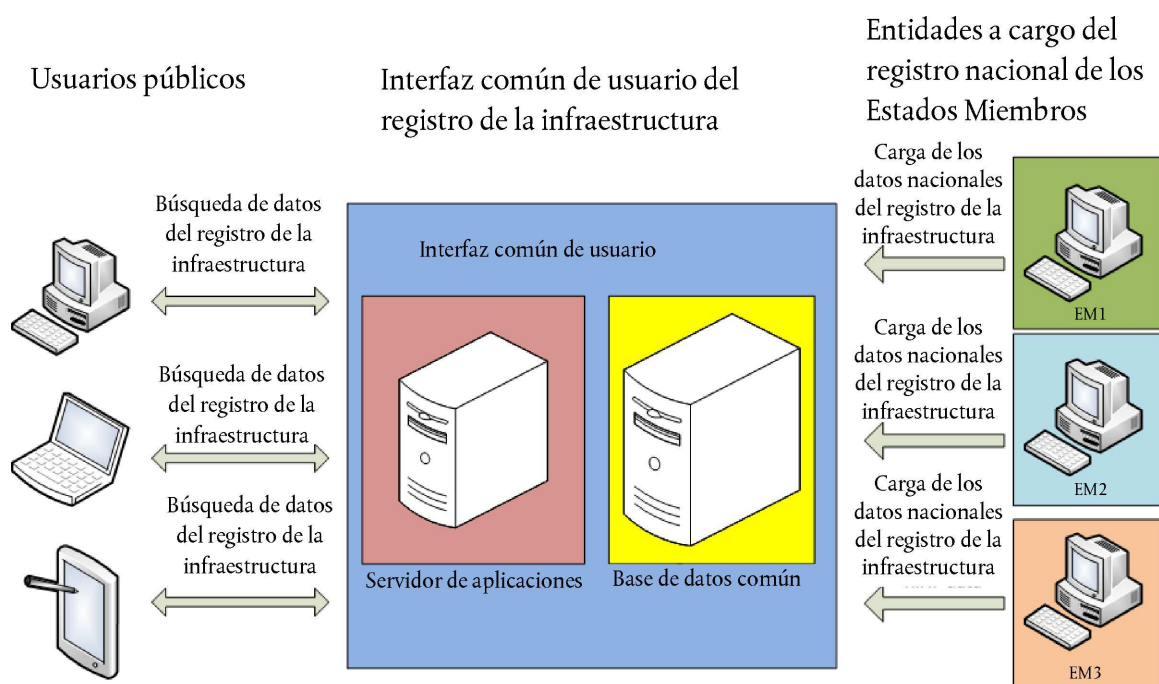 Usuarios públicos
Interfaz común de usuario del
registro de la infraestructura
Entidades a cargo del
registro nacional de los
Estados Miembros
Búsqueda de datos
del registro de la
infraestructura
Búsqueda de datos
del registro de la
infraestructura
Búsqueda de datos
del registro de la
infraestructura
Interfaz común de usuario
Servidor de aplicaciones
Base de datos común
Carga de los
datos nacionales
del registro de la
infraestructura
EM1
Carga de los
datos nacionales
del registro de la
infraestructura
EM2
Carga de los
datos nacionales
del registro de la
infraestructura
EM3